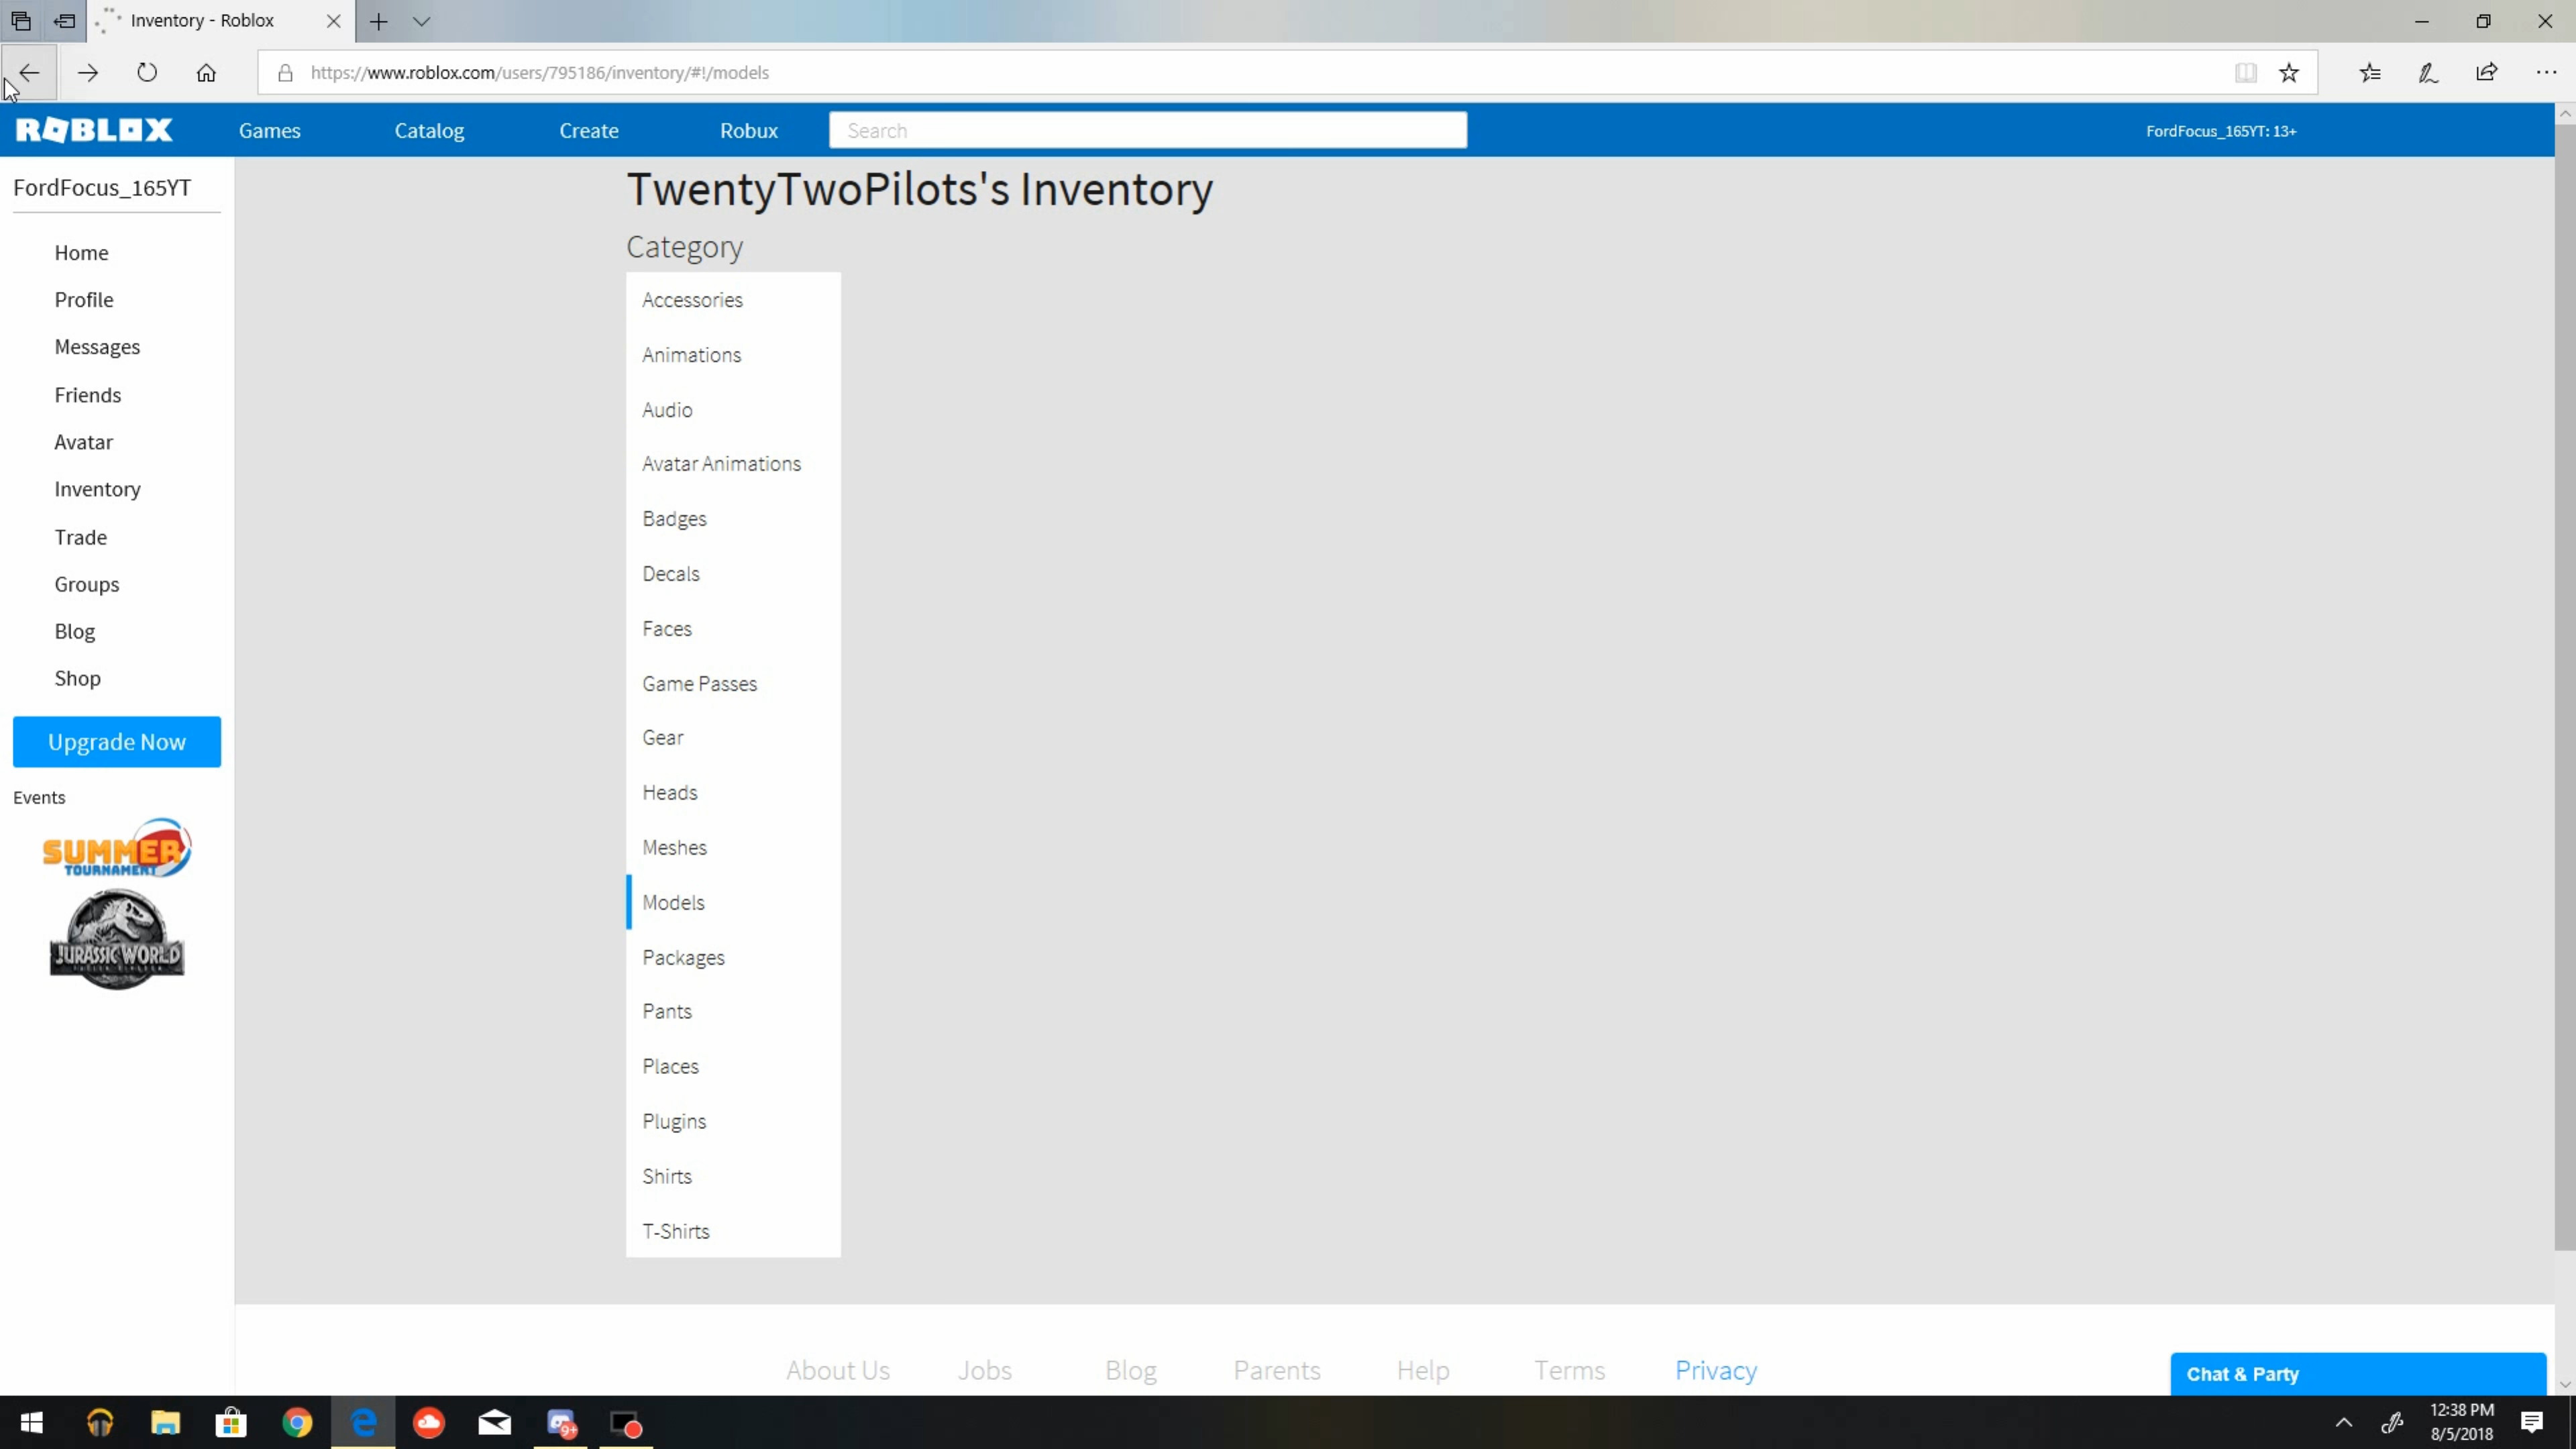 Inventory - Roblox
https://www.roblox.com/users/795186/inventory/#!/models
ROBLOX
Games
Catalog
Create
Robux
Search
FordFocus_165YT: 13+
FordFocus_165YT
Home
Profile
Messages
Friends
Avatar
Inventory
Trade
Groups
Blog
Shop
Upgrade Now
Events
SUMMER
TOURNAMENT
JURASSIC WORLD
TwentyTwoPilots's Inventory
Category
Accessories
Animations
Audio
Avatar Animations
Badges
Decals
Faces
Game Passes
Gear
Heads
Meshes
Models
Packages
Pants
Places
Plugins
Shirts
T-Shirts
About Us
Jobs
Blog
Parents
Help
Terms
Privacy
Chat & Party
9+
12:38 PM
8/5/2018